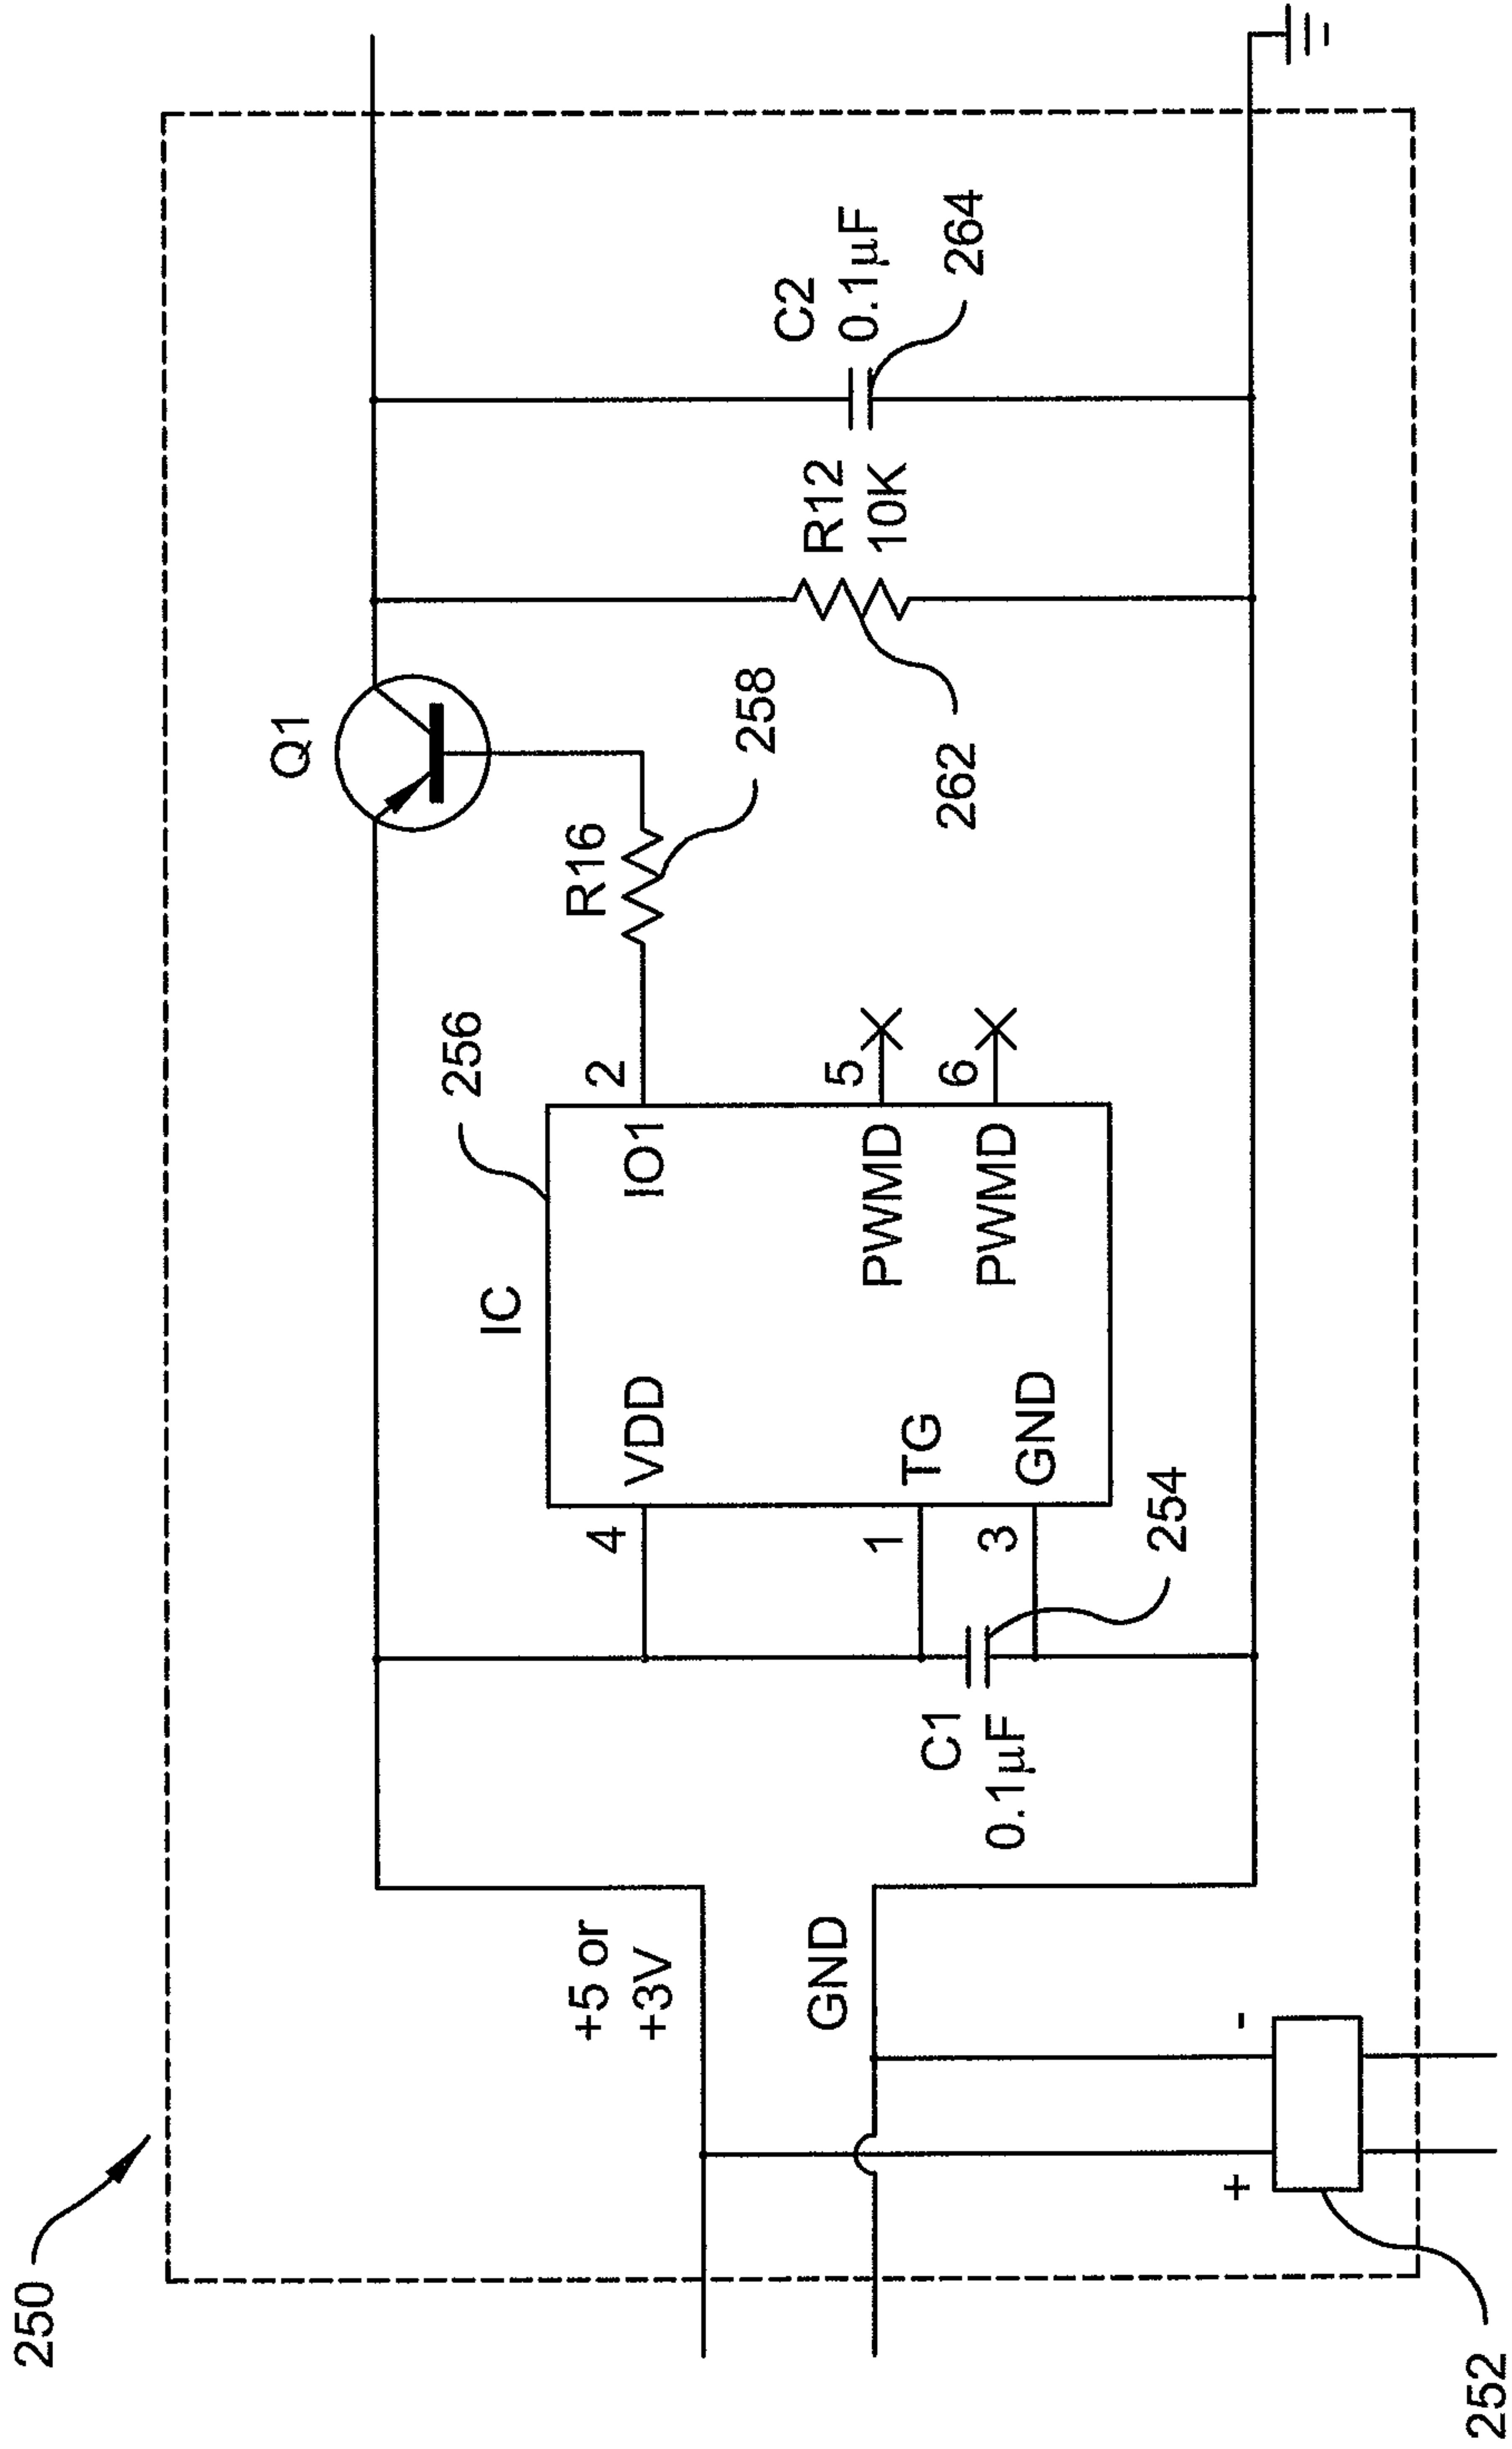 250
Q1
C2
0.1µF
264
R12
10K
262
R16
258
256
IC
VDD
4
IO1
2
PWMD
5
PWMD
6
TG
1
GND
3
254
C1
0.1µF
+5 or
+3V
GND
+
-
252